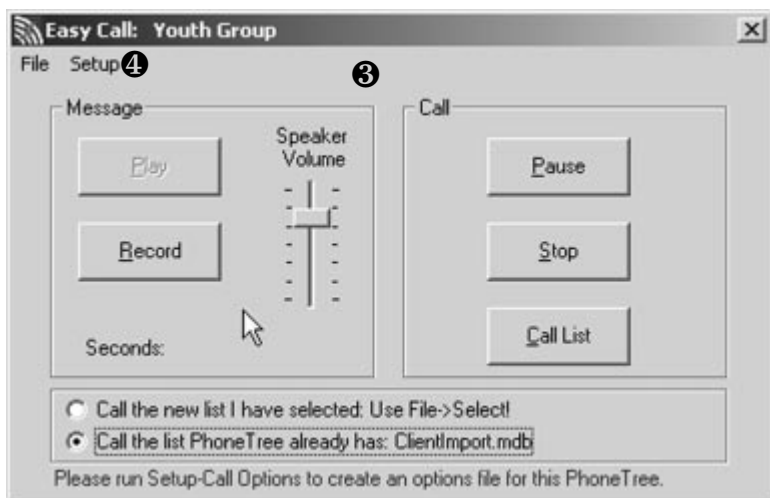 Easy Call: Youth Group
File Setup ❹
❸
Message
Play
Speaker
Volume
Record
Seconds:
Call
Pause
Stop
Call List
Call the new list I have selected: Use File->Select!
Call the list PhoneTree already has: ClientImport.mdb
Please run Setup-Call Options to create an options file for this PhoneTree.